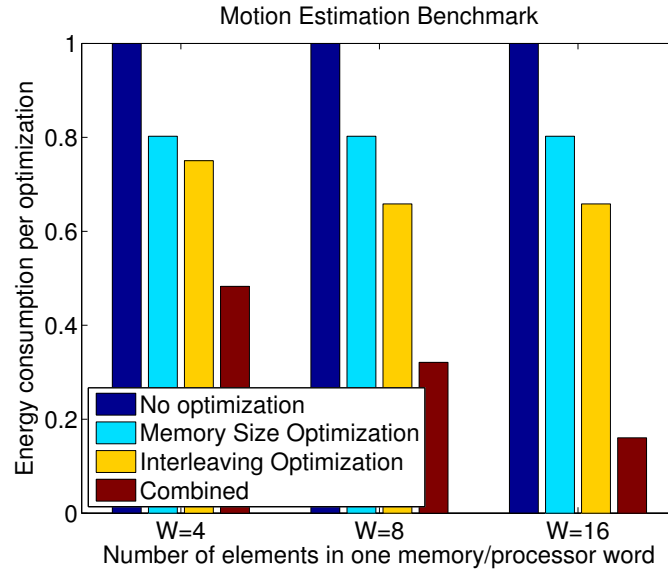 Motion Estimation Benchmark
Energy consumption per optimization
1
0.8
0.6
0.4
0.2
0
No optimization
Memory Size Optimization
Interleaving Optimization
Combined
W=4 W=8 W=16
Number of elements in one memory/processor word